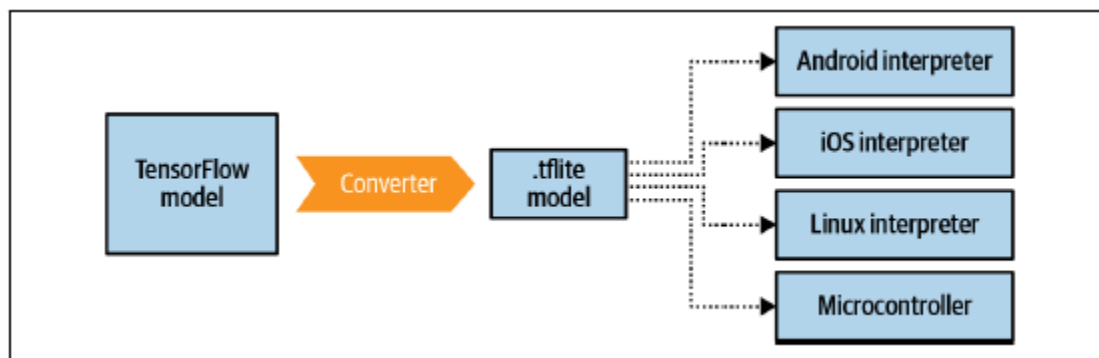 TensorFlow
model
Converter
.tflite
model
Android interpreter
iOS interpreter
Linux interpreter
Microcontroller